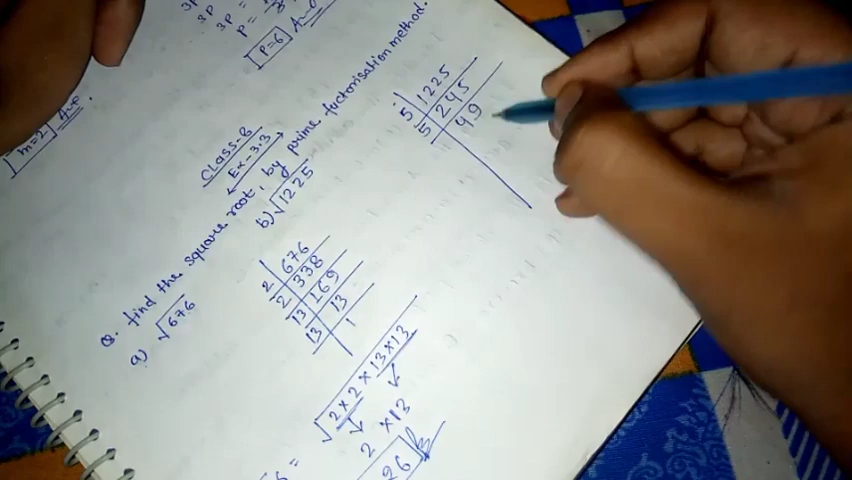 3P =
3P =
P =
P=6 Ans
m=2 Ans.
CLASS-8
Ex-3.3
Q. find the square root, by prime factorisation method.
a) √676
b) √1225
2 676
2 338
13 169
13 13
1
√2×2×13×13
2 ×13
26
5 1225
5 245
49